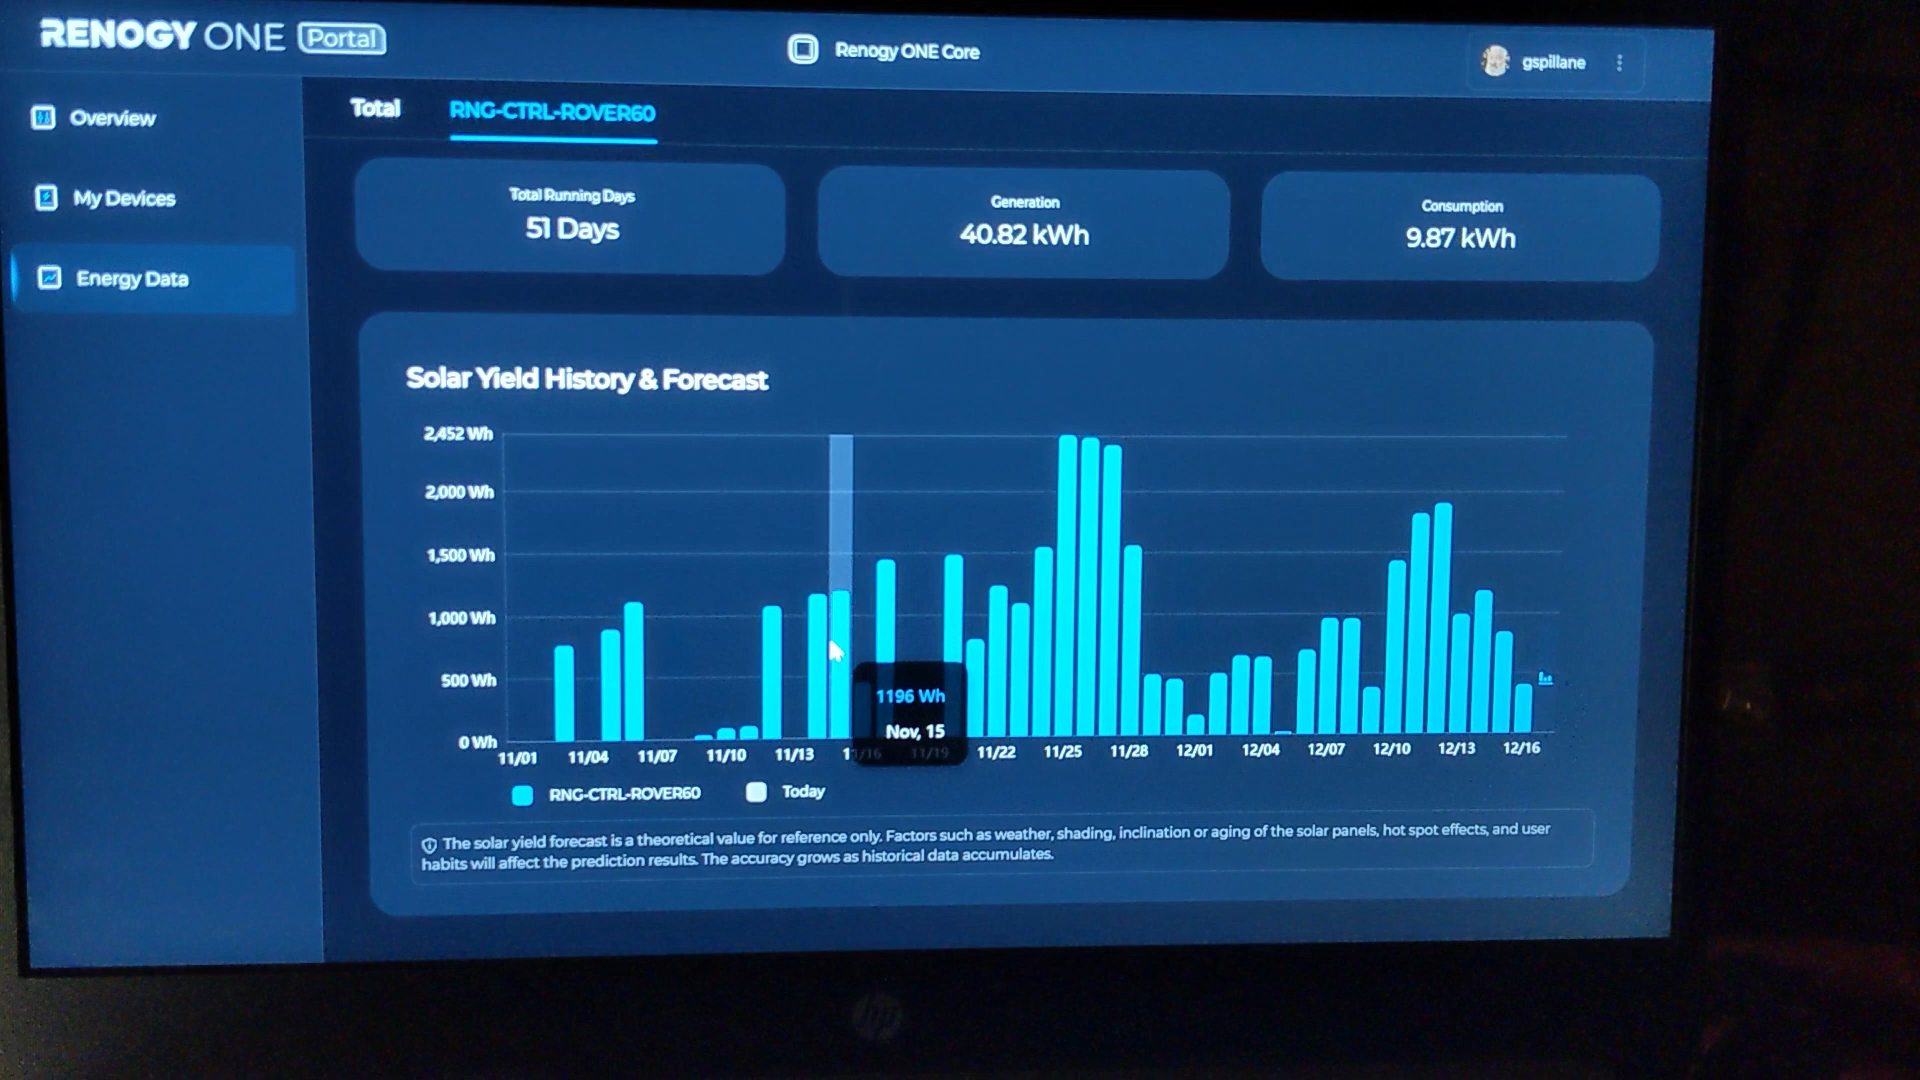 RENOGY ONE Portal
Renogy ONE Core
gspillane
Overview
My Devices
Energy Data
Total
RNG-CTRL-ROVER60
Total Running Days
51 Days
Generation
40.82 kWh
Consumption
9.87 kWh
Solar Yield History & Forecast
2,452 Wh
2,000 Wh
1,500 Wh
1,000 Wh
500 Wh
0 Wh
1196 Wh
Nov, 15
11/01 11/04 11/07 11/10 11/13 11/16 11/19 11/22 11/25 11/28 12/01 12/04 12/07 12/10 12/13 12/16
RNG-CTRL-ROVER60
Today
The solar yield forecast is a theoretical value for reference only. Factors such as weather, shading, inclination or aging of the solar panels, hot spot effects, and user
habits will affect the prediction results. The accuracy grows as historical data accumulates.
hp